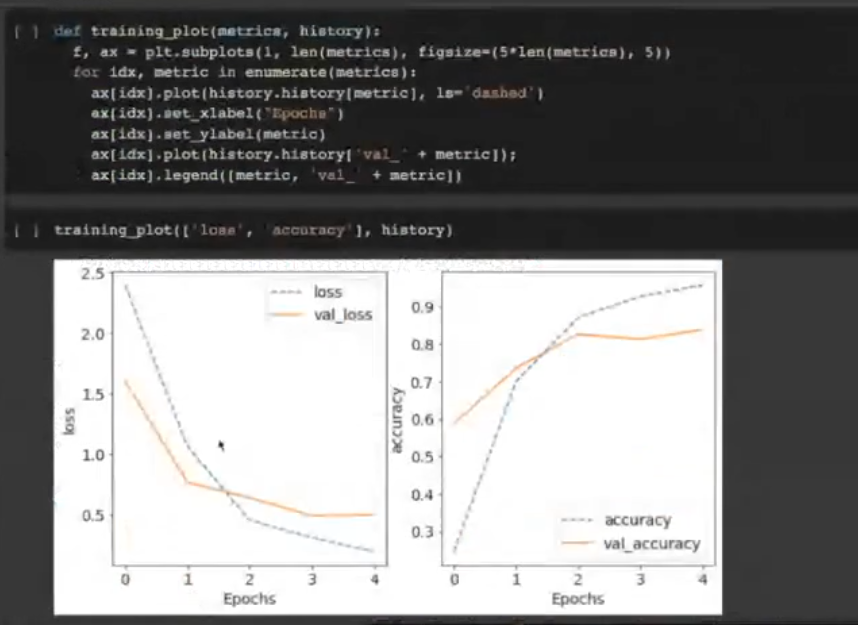 [ ] def training_plot(metrics, history):
f, ax = plt.subplots(1, len(metrics), figsize=(5*len(metrics), 5))
for idx, metric in enumerate(metrics):
ax[idx].plot(history.history[metric], ls='dashed')
ax[idx].set_xlabel("Epochs")
ax[idx].set_ylabel(metric)
ax[idx].plot(history.history['val_' + metric]);
ax[idx].legend([metric, 'val_' + metric])
[ ] training_plot(['loss', 'accuracy'], history)
2.5
2.0
1.5
1.0
0.5
loss
loss
val_loss
0 1 2 3 4
Epochs
0.9
0.8
0.7
0.6
0.5
0.4
0.3
accuracy
accuracy
val_accuracy
0 1 2 3 4
Epochs